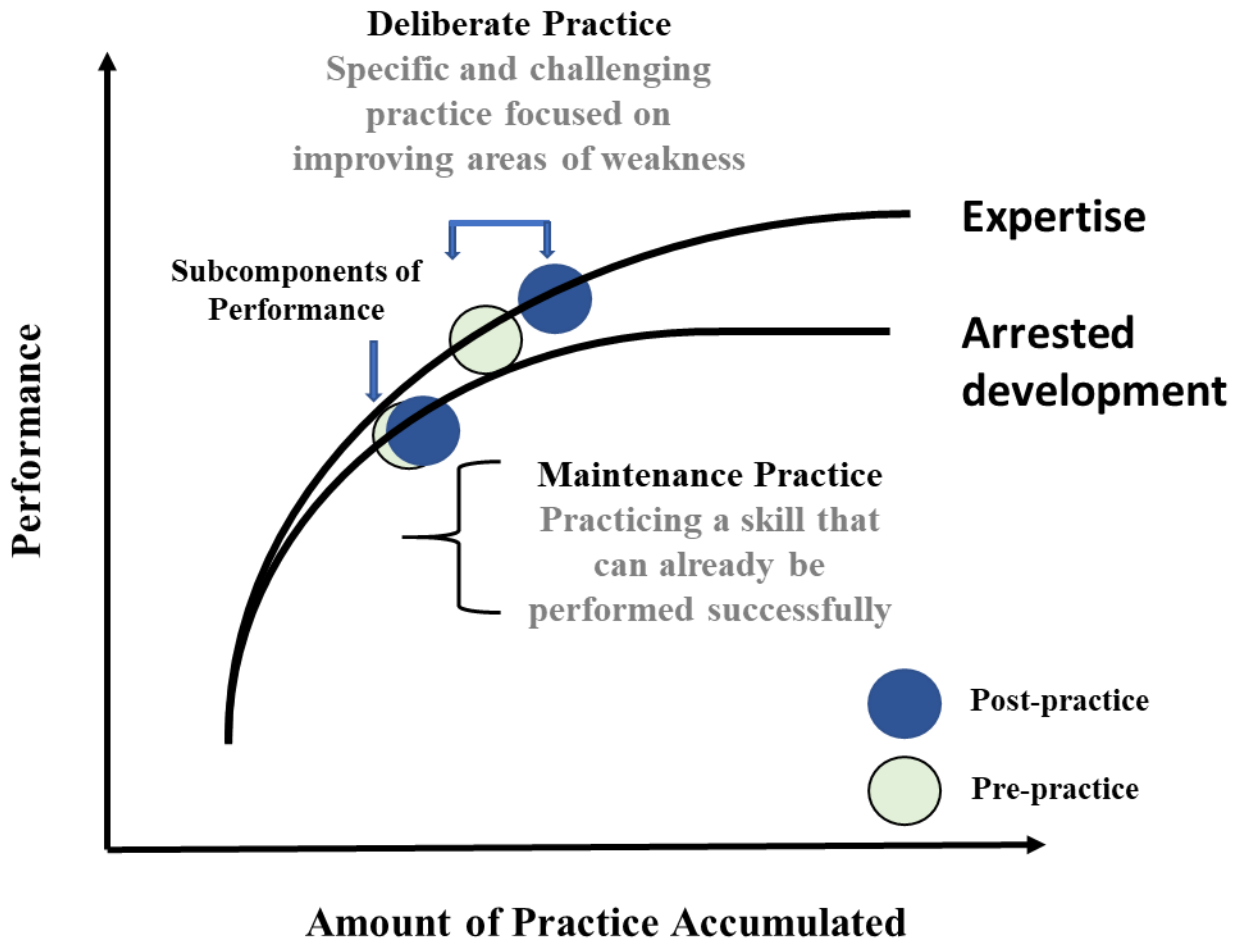 Deliberate Practice
Specific and challenging
practice focused on
improving areas of weakness
Expertise
Subcomponents of
Performance
Arrested
development
Performance
Maintenance Practice
Practicing a skill that
can already be
performed successfully
Post-practice
Pre-practice
Amount of Practice Accumulated